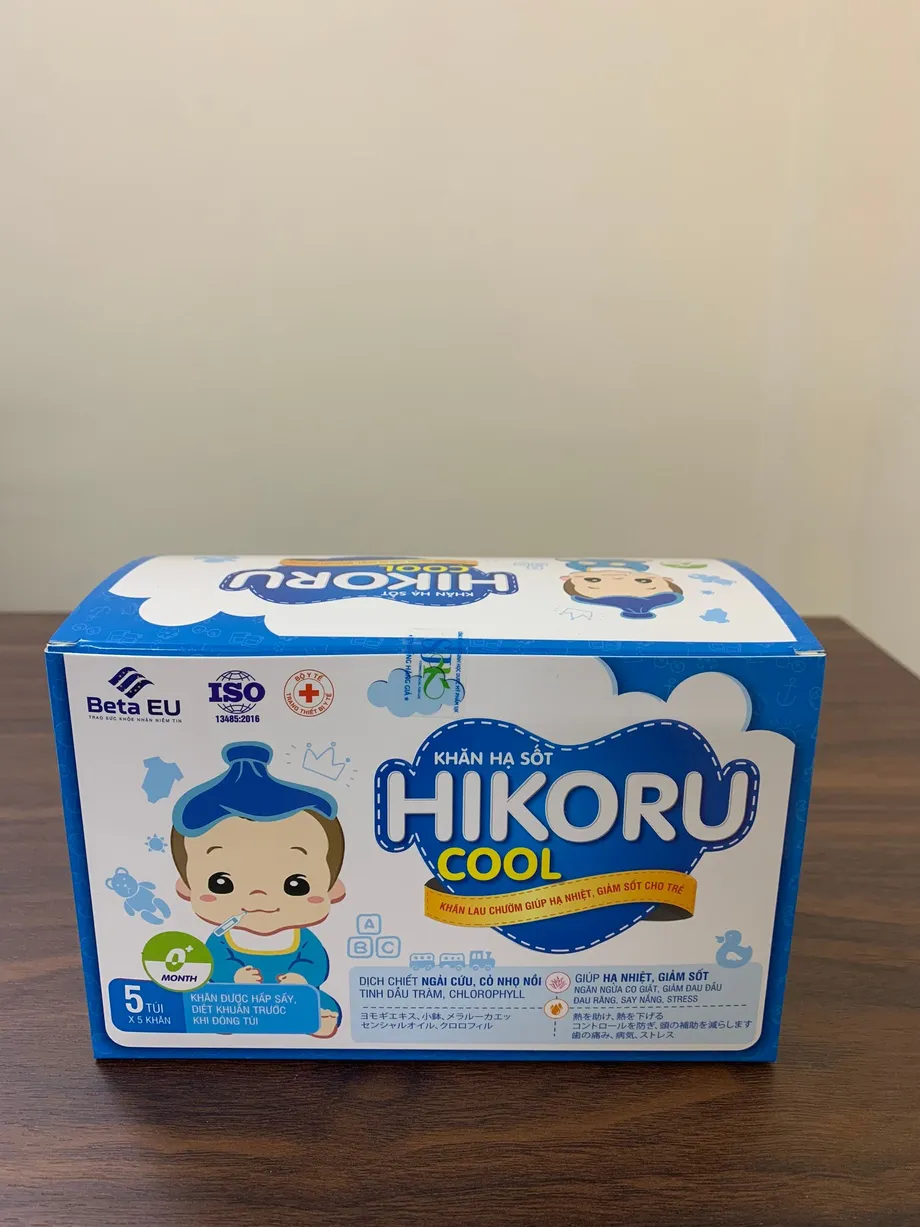 KHĂN HẠ SỐT
HIKORU
COOL
Beta EU
TRAO SỨC KHỎE NHẬN NIỀM TIN
ISO
13485:2016
BỘ Y TẾ
TRANG THIẾT BỊ Y TẾ
KHĂN HẠ SỐT
HIKORU
COOL
KHĂN LAU CHƯỜM GIÚP HẠ NHIỆT, GIẢM SỐT CHO TRẺ
A
B C
0+
MONTH
5 TÚI
X 5 KHĂN
KHĂN ĐƯỢC HẤP SẤY,
DIỆT KHUẨN TRƯỚC
KHI ĐÓNG TÚI
DỊCH CHIẾT NGẢI CỨU, CỎ NHỌ NỒI
TINH DẦU TRÀM, CHLOROPHYLL
ヨモギエキス, 小鉢, メラルーカエッ
センシャルオイル, クロロフィル
GIÚP HẠ NHIỆT, GIẢM SỐT
NGĂN NGỪA CO GIẬT, GIẢM ĐAU ĐẦU
ĐAU RĂNG, SAY NẮNG, STRESS
熱を助け、熱を下げる
コントロールを防ぎ、頭の補助を減らします
歯の痛み、病気、ストレス